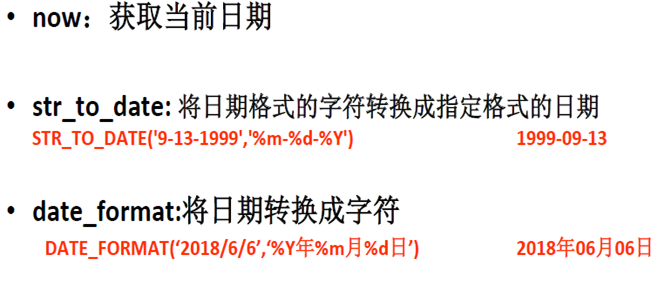 • now：获取当前日期
• str_to_date: 将日期格式的字符转换成指定格式的日期
STR_TO_DATE('9-13-1999','%m-%d-%Y') 1999-09-13
• date_format:将日期转换成字符
DATE_FORMAT(‘2018/6/6’,‘%Y年%m月%d日’) 2018年06月06日